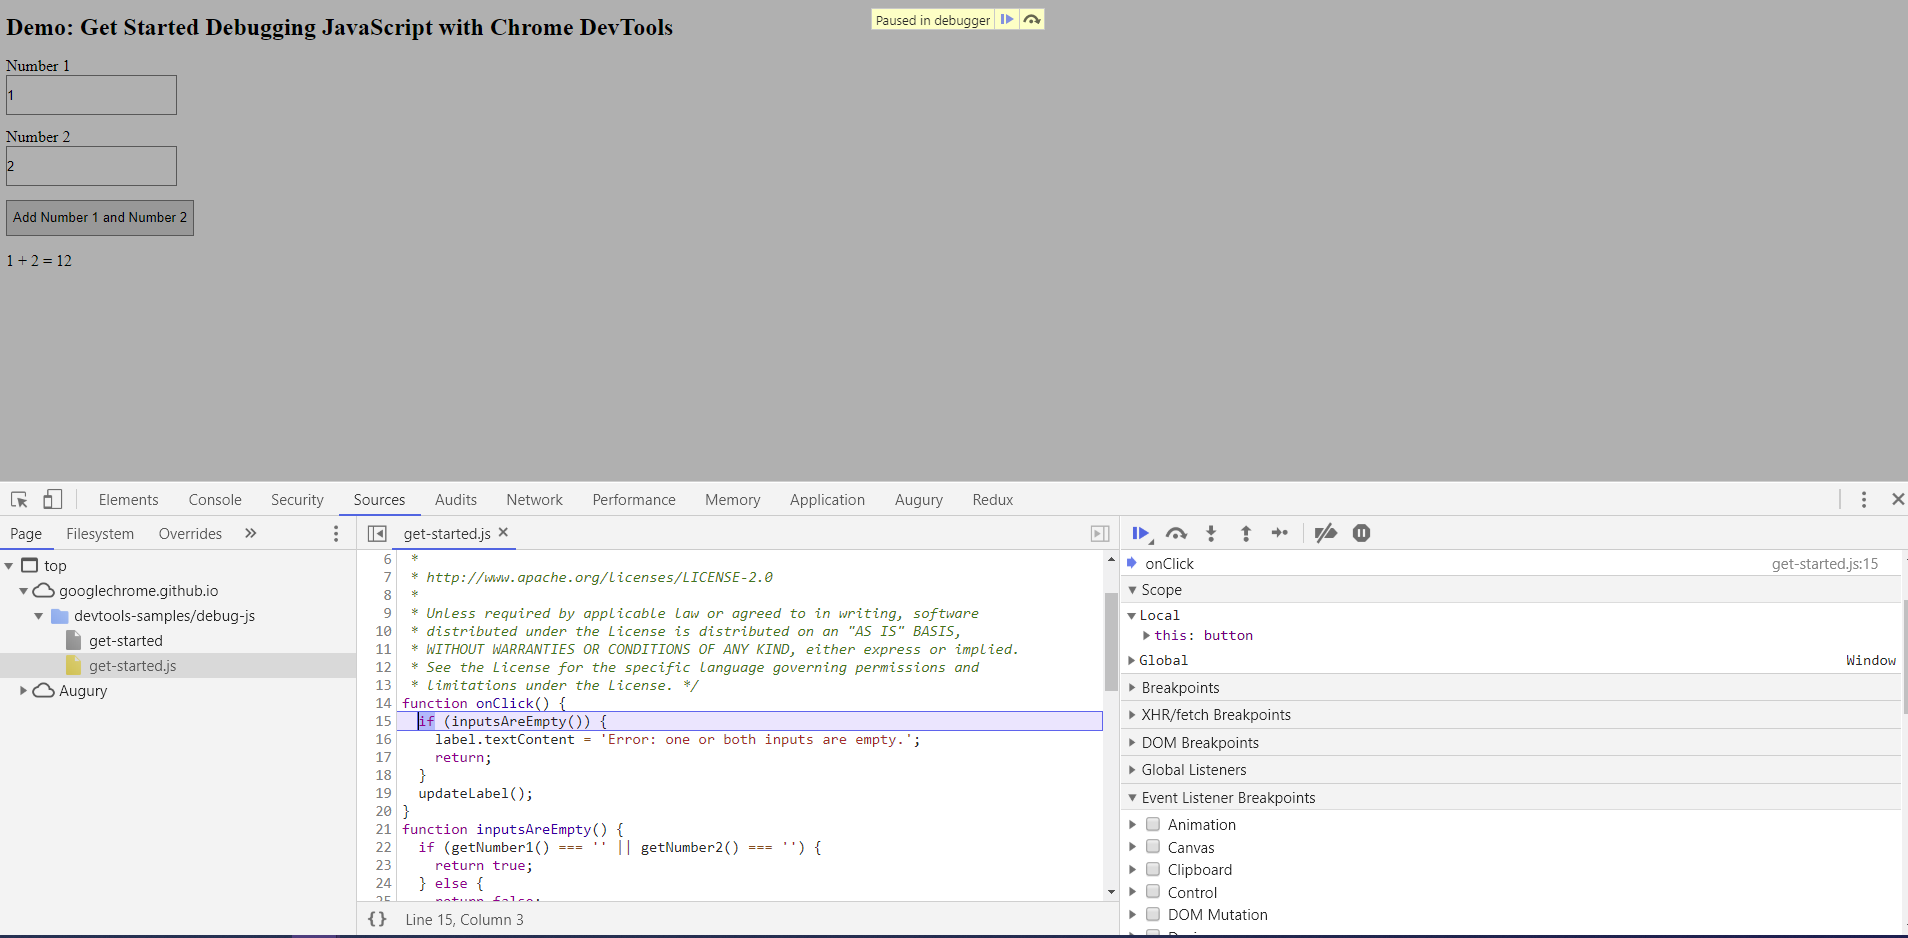 Demo: Get Started Debugging JavaScript with Chrome DevTools
Paused in debugger
Number 1
1
Number 2
2
Add Number 1 and Number 2
1 + 2 = 12
Elements Console Security Sources Audits Network Performance Memory Application Augury Redux
Page Filesystem Overrides »
top
googlechrome.github.io
devtools-samples/debug-js
get-started
get-started.js
Augury
get-started.js
6 *
7 * http://www.apache.org/licenses/LICENSE-2.0
8 *
9 * Unless required by applicable law or agreed to in writing, software
10 * distributed under the License is distributed on an "AS IS" BASIS,
11 * WITHOUT WARRANTIES OR CONDITIONS OF ANY KIND, either express or implied.
12 * See the License for the specific language governing permissions and
13 * limitations under the License. */
14 function onClick() {
15 if (inputsAreEmpty()) {
16 label.textContent = 'Error: one or both inputs are empty.';
17 return;
18 }
19 updateLabel();
20 }
21 function inputsAreEmpty() {
22 if (getNumber1() === '' || getNumber2() === '') {
23 return true;
24 } else {
25 return false;
{} Line 15, Column 3
onClick get-started.js:15
Scope
Local
this: button
Global Window
Breakpoints
XHR/fetch Breakpoints
DOM Breakpoints
Global Listeners
Event Listener Breakpoints
Animation
Canvas
Clipboard
Control
DOM Mutation